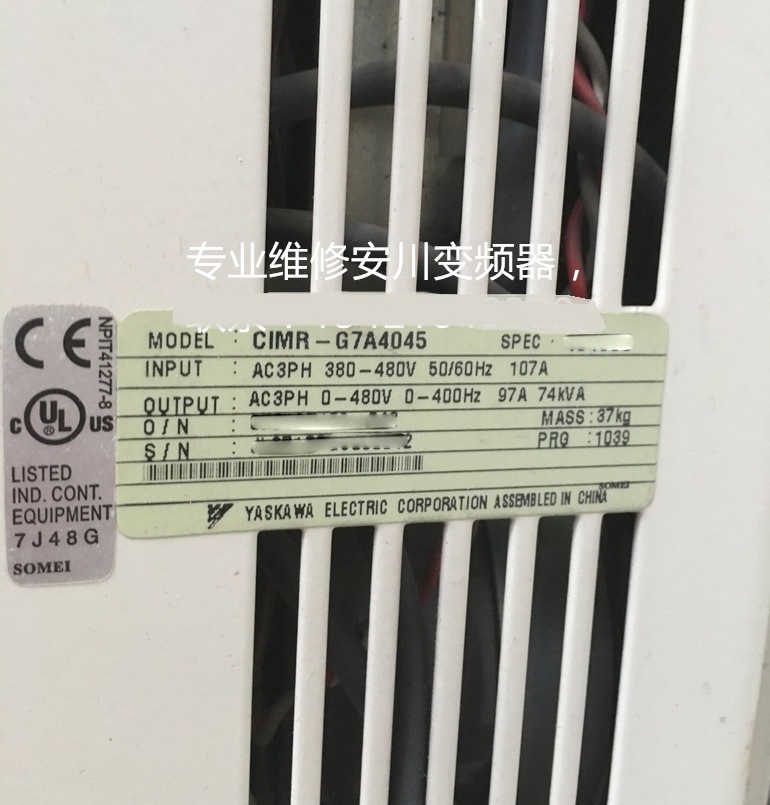 专业维修安川变频器，
MODEL : CIMR-G7A4045 SPEC :
INPUT : AC3PH 380-480V 50/60Hz 107A
OUTPUT : AC3PH 0-480V 0-400Hz 97A 74kVA
O/N : MASS : 37kg
S/N : PRG : 1039
SOMEI
YASKAWA ELECTRIC CORPORATION ASSEMBLED IN CHINA
CE
NPIT41277-8
C UL® US
LISTED
IND. CONT.
EQUIPMENT
7J48G
SOMEI